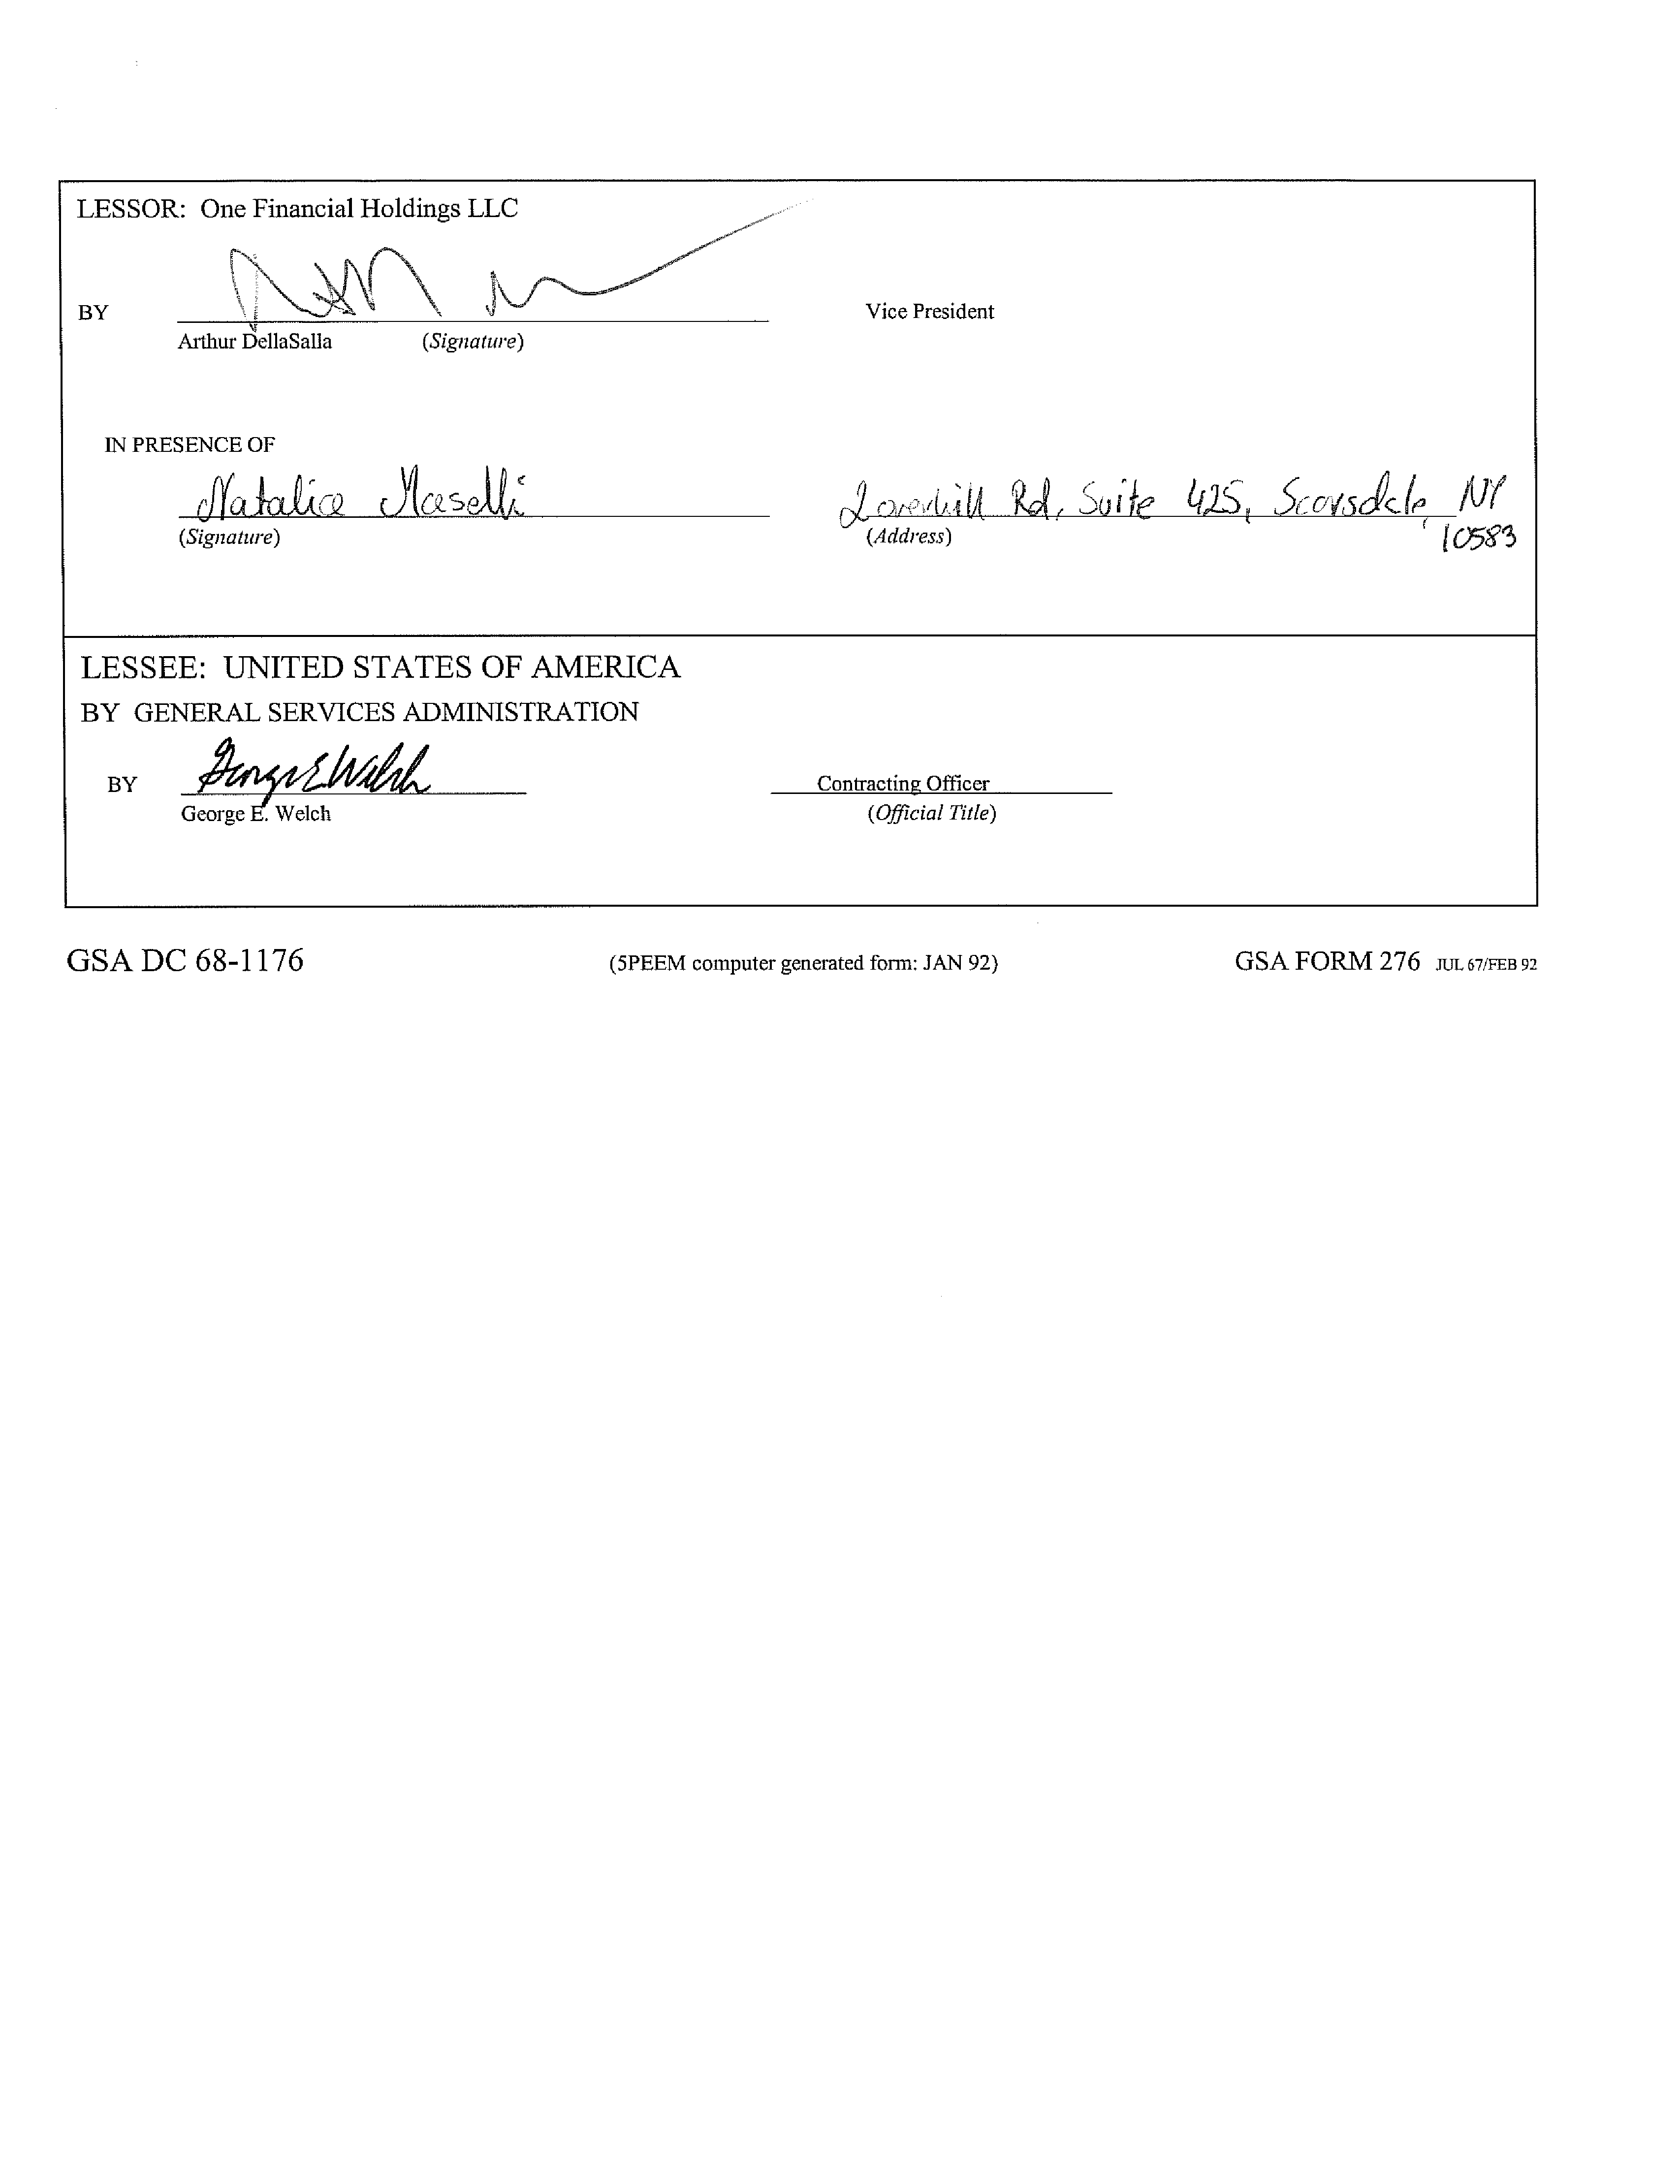 LESSOR: One Financial Holdings LLC
BY Vice President
Arthur DellaSalla (Signature)
IN PRESENCE OF
Natalice Maselli 2 Overhill Rd, Suite 425, Scarsdale, NY
(Signature) (Address) 10583
LESSEE: UNITED STATES OF AMERICA
BY GENERAL SERVICES ADMINISTRATION
BY George E Welch Contracting Officer
George E. Welch (Official Title)
GSA DC 68-1176 (5PEEM computer generated form: JAN 92) GSA FORM 276 JUL 67/FEB 92